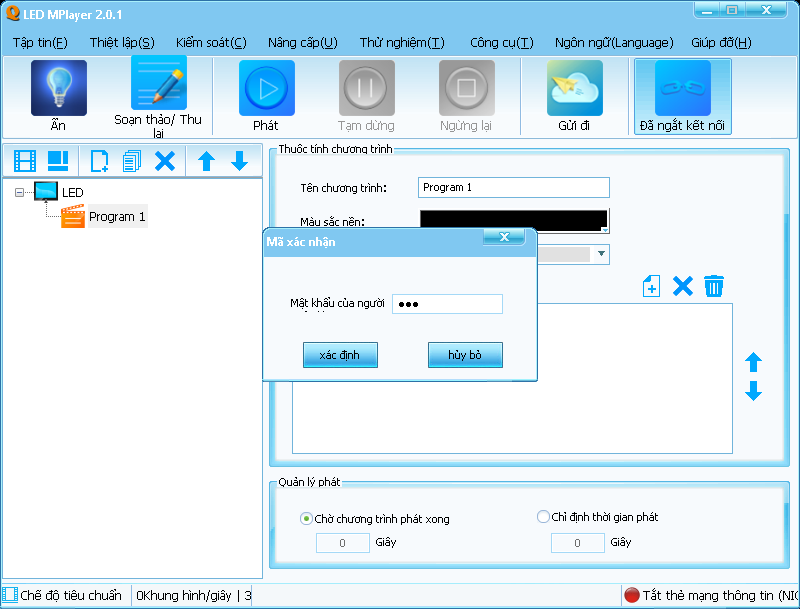 LED MPlayer 2.0.1
Tập tin(F) Thiệt lập(S) Kiểm soát(C) Nâng cấp(U) Thử nghiệm(T) Công cụ(T) Ngôn ngữ(Language) Giúp đỡ(H)
Ẩn
Soạn thảo/ Thu lại
Phát
Tạm dừng
Ngừng lại
Gửi đi
Đã ngắt kết nối
LED
Program 1
Thuộc tính chương trình
Tên chương trình: Program 1
Màu sắc nền:
Mã xác nhận
Mật khẩu của người
xác định hủy bỏ
Quản lý phát
Chờ chương trình phát xong
Chỉ định thời gian phát
0 Giây
0 Giây
Chế độ tiêu chuẩn 0Khung hình/giây | 3
Tắt thẻ mạng thông tin (NI